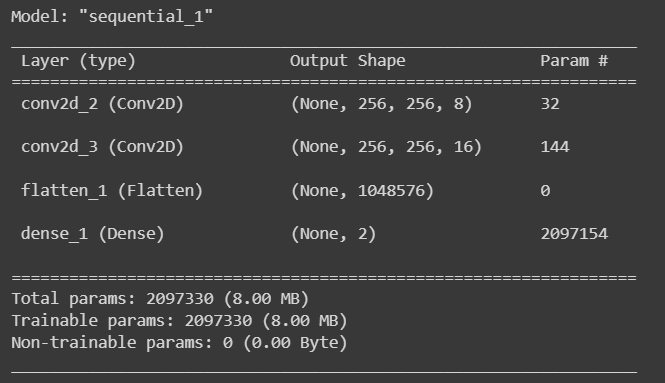 Model: "sequential_1"
Layer (type) Output Shape Param #
conv2d_2 (Conv2D) (None, 256, 256, 8) 32
conv2d_3 (Conv2D) (None, 256, 256, 16) 144
flatten_1 (Flatten) (None, 1048576) 0
dense_1 (Dense) (None, 2) 2097154
Total params: 2097330 (8.00 MB)
Trainable params: 2097330 (8.00 MB)
Non-trainable params: 0 (0.00 Byte)